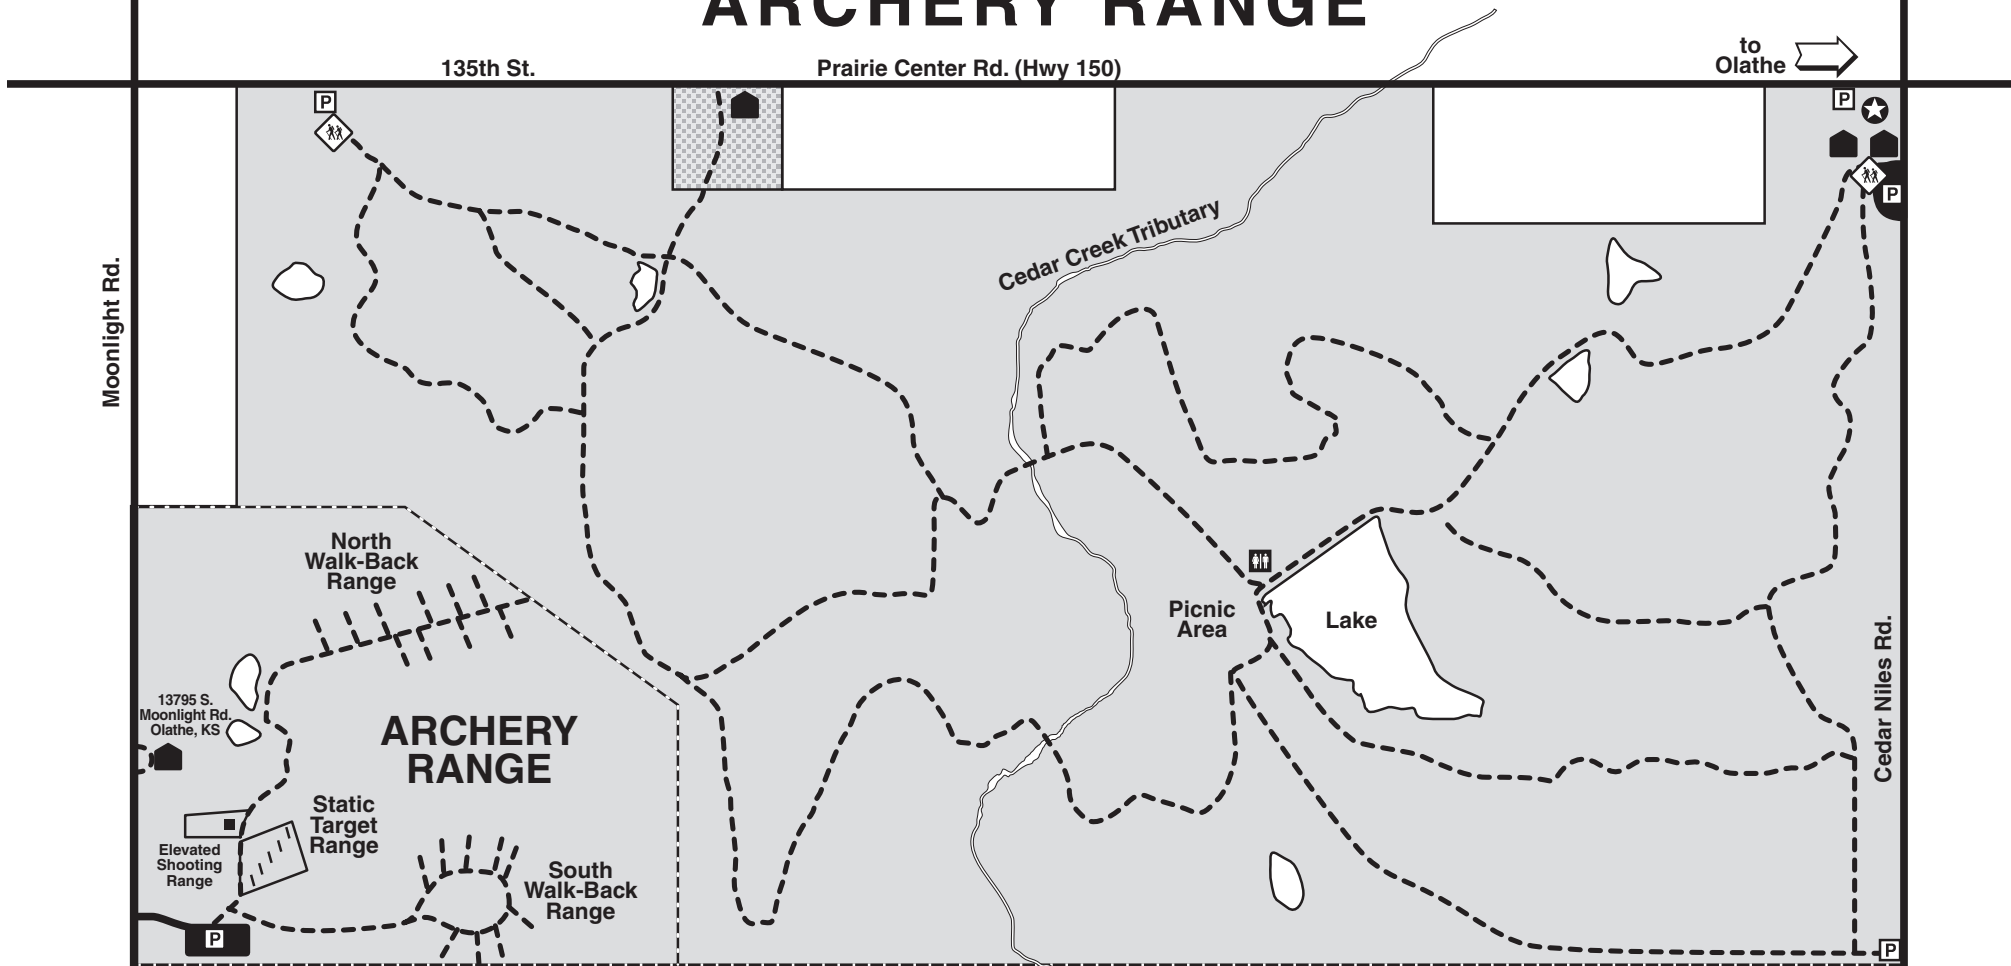 ARCHERY RANGE
135th St.
Prairie Center Rd. (Hwy 150)
to
Olathe
P
P
P
Moonlight Rd.
Cedar Creek Tributary
North
Walk-Back
Range
Picnic
Area
Lake
Cedar Niles Rd.
13795 S.
Moonlight Rd.
Olathe, KS
ARCHERY
RANGE
Static
Target
Range
Elevated
Shooting
Range
South
Walk-Back
Range
P
P